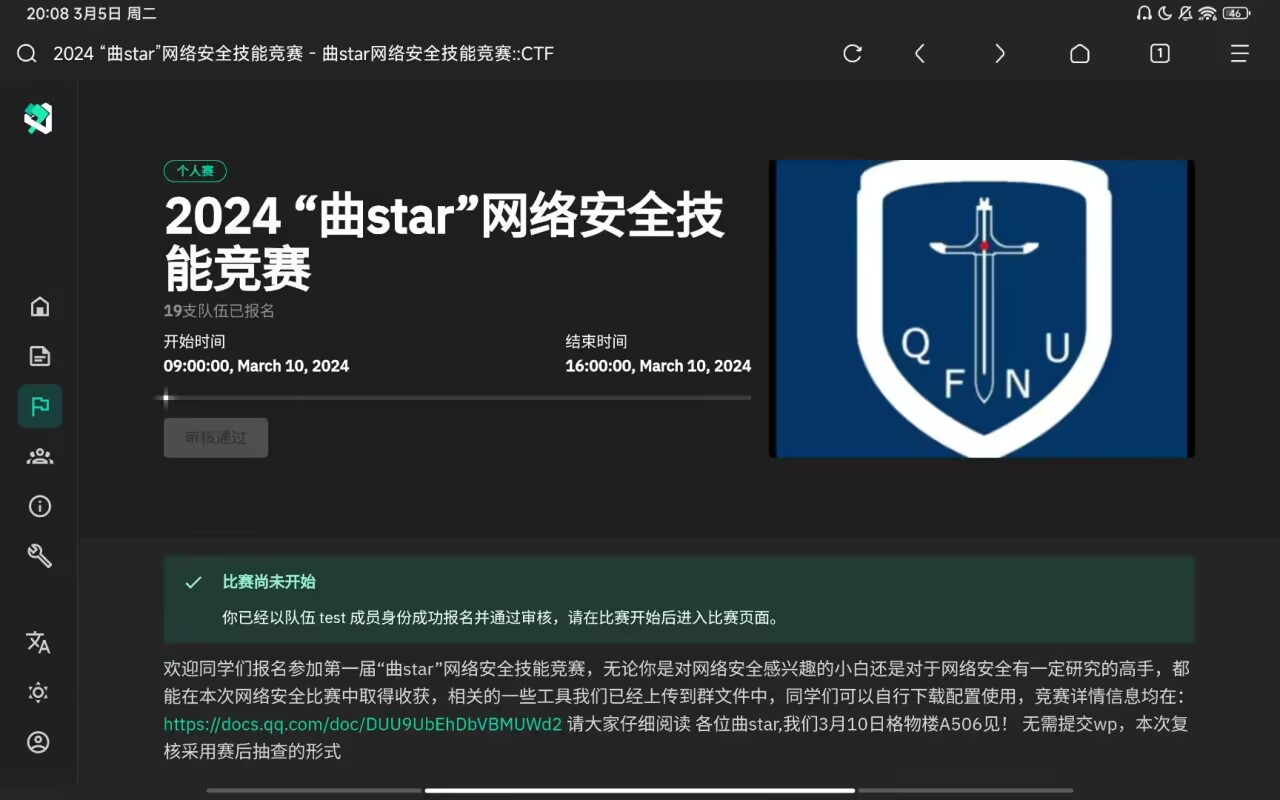 20:08 3月5日 周二
46
2024 “曲star”网络安全技能竞赛 - 曲star网络安全技能竞赛::CTF
1
个人赛
2024 “曲star”网络安全技
能竞赛
19支队伍已报名
开始时间
结束时间
09:00:00, March 10, 2024
16:00:00, March 10, 2024
审核通过
Q
U
F
N
比赛尚未开始
你已经以队伍 test 成员身份成功报名并通过审核，请在比赛开始后进入比赛页面。
欢迎同学们报名参加第一届“曲star”网络安全技能竞赛，无论你是对网络安全感兴趣的小白还是对于网络安全有一定研究的高手，都
能在本次网络安全比赛中取得收获，相关的一些工具我们已经上传到群文件中，同学们可以自行下载配置使用，竞赛详情信息均在：
https://docs.qq.com/doc/DUU9UbEhDbVBMUWd2 请大家仔细阅读 各位曲star,我们3月10日格物楼A506见！ 无需提交wp，本次复
核采用赛后抽查的形式